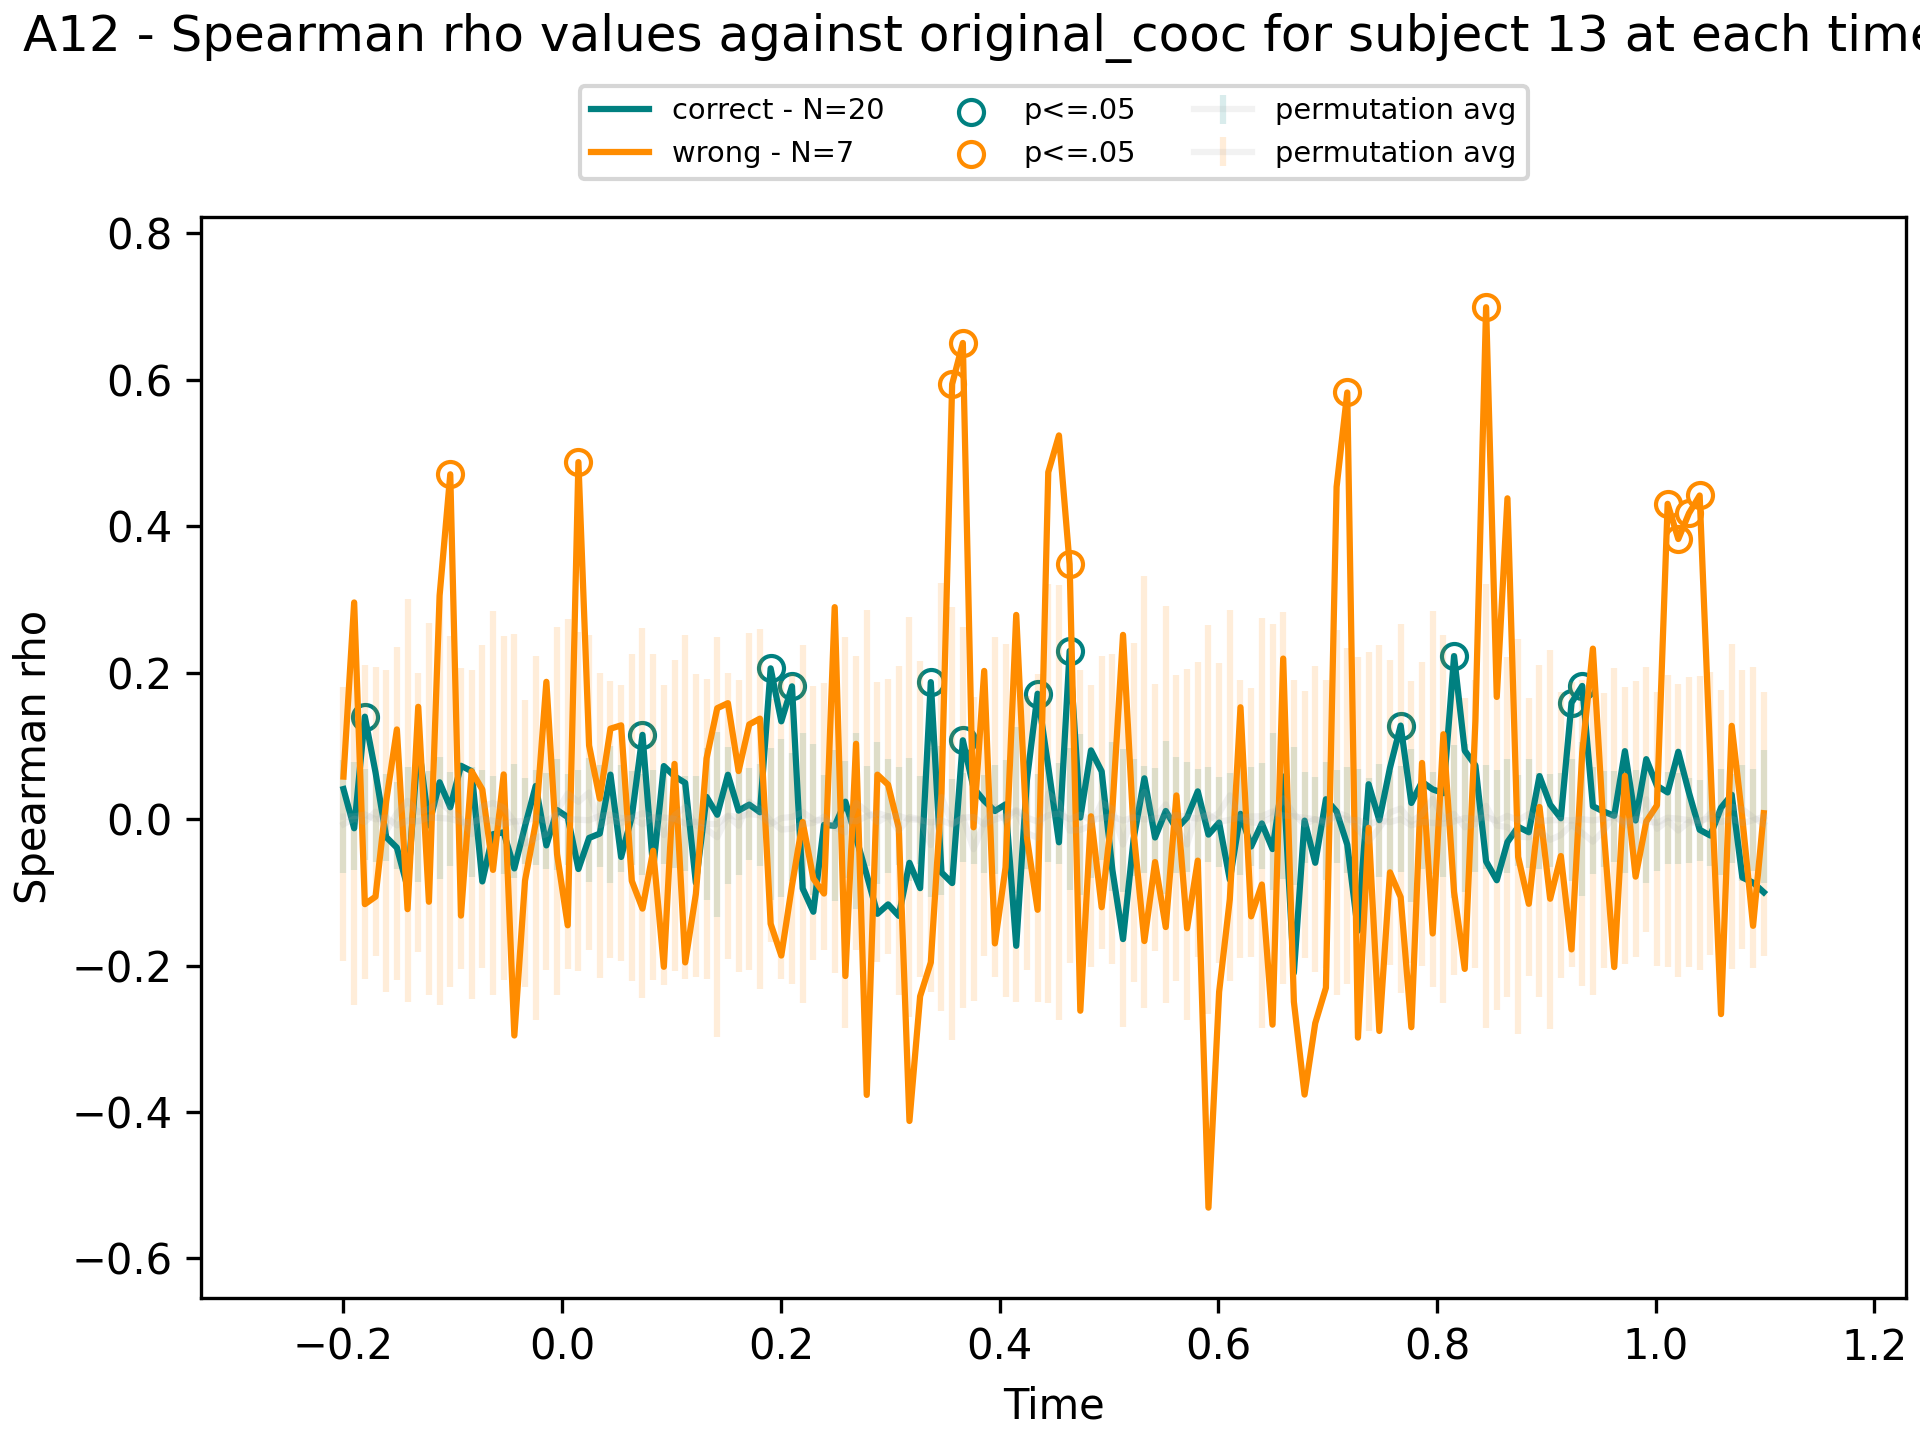 A12 - Spearman rho values against original_cooc for subject 13 at each time
correct - N=20
wrong - N=7
p<=.05
p<=.05
permutation avg
permutation avg
Spearman rho
0.8
0.6
0.4
0.2
0.0
−0.2
−0.4
−0.6
−0.2 0.0 0.2 0.4 0.6 0.8 1.0 1.2
Time